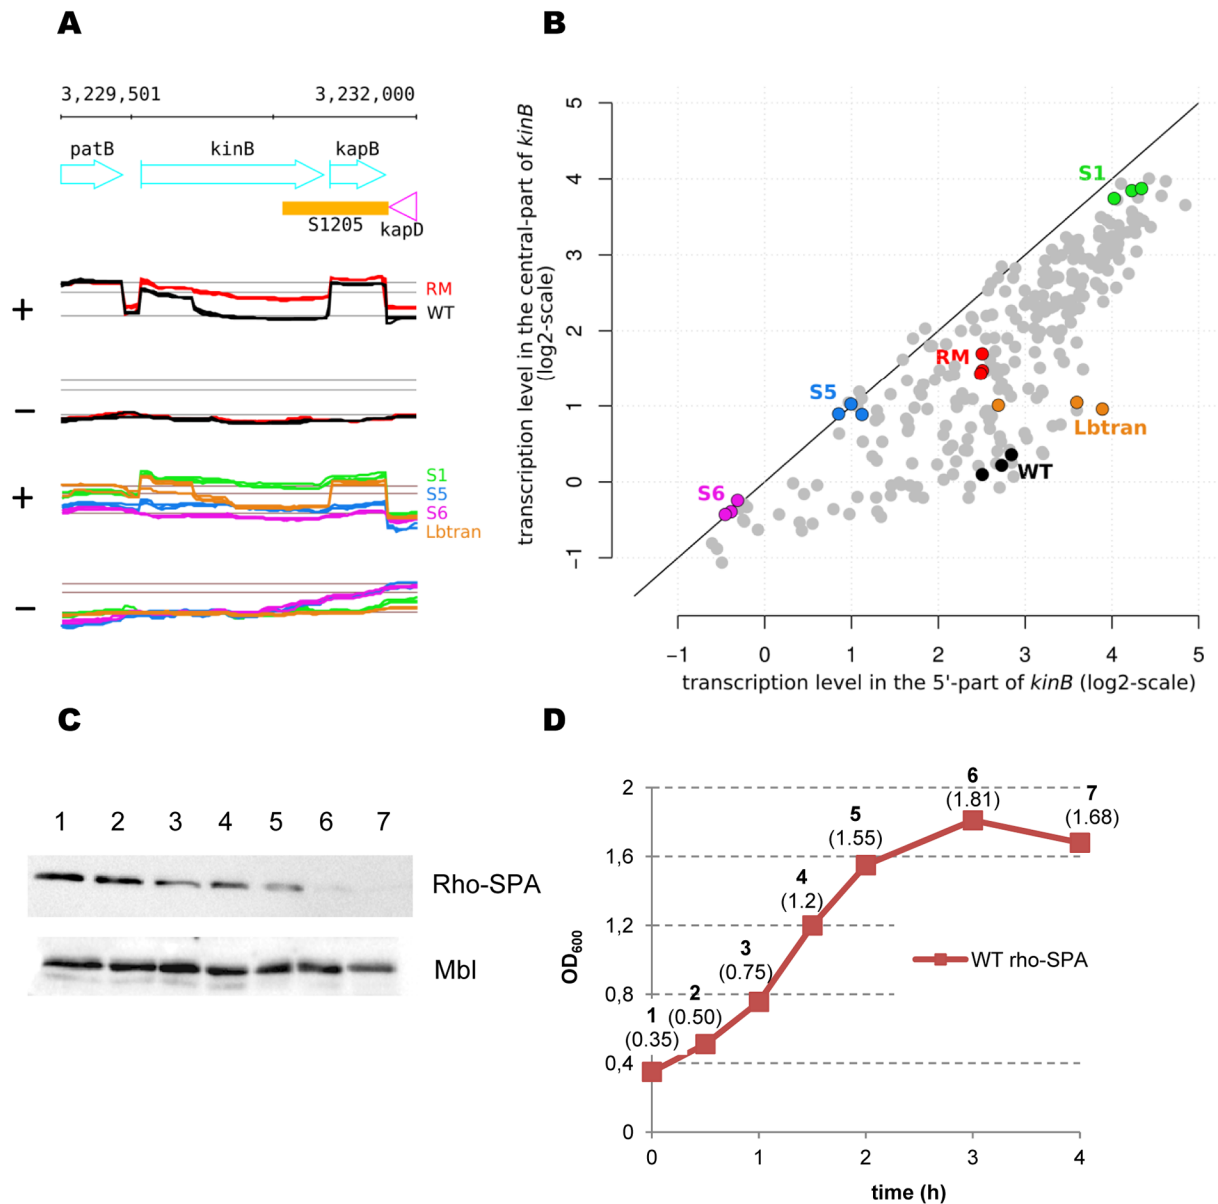 A
3,229,501 3,232,000
patB kinB kapB
S1205 kapD
+ RM
WT
−
+ S1
S5
S6
Lbtran
−
B
transcription level in the central-part of kinB
(log2-scale)
5
4
3
2
1
0
−1
S1
RM
S5
Lbtran
WT
S6
−1 0 1 2 3 4 5
transcription level in the 5'-part of kinB (log2-scale)
C
1 2 3 4 5 6 7
Rho-SPA
Mbl
D
OD600
2
1.6
1.2
0.8
0,4
0
1
(0.35)
2
(0.50)
3
(0.75)
4
(1.2)
5
(1.55)
6
(1.81)
7
(1.68)
WT rho-SPA
0 1 2 3 4
time (h)